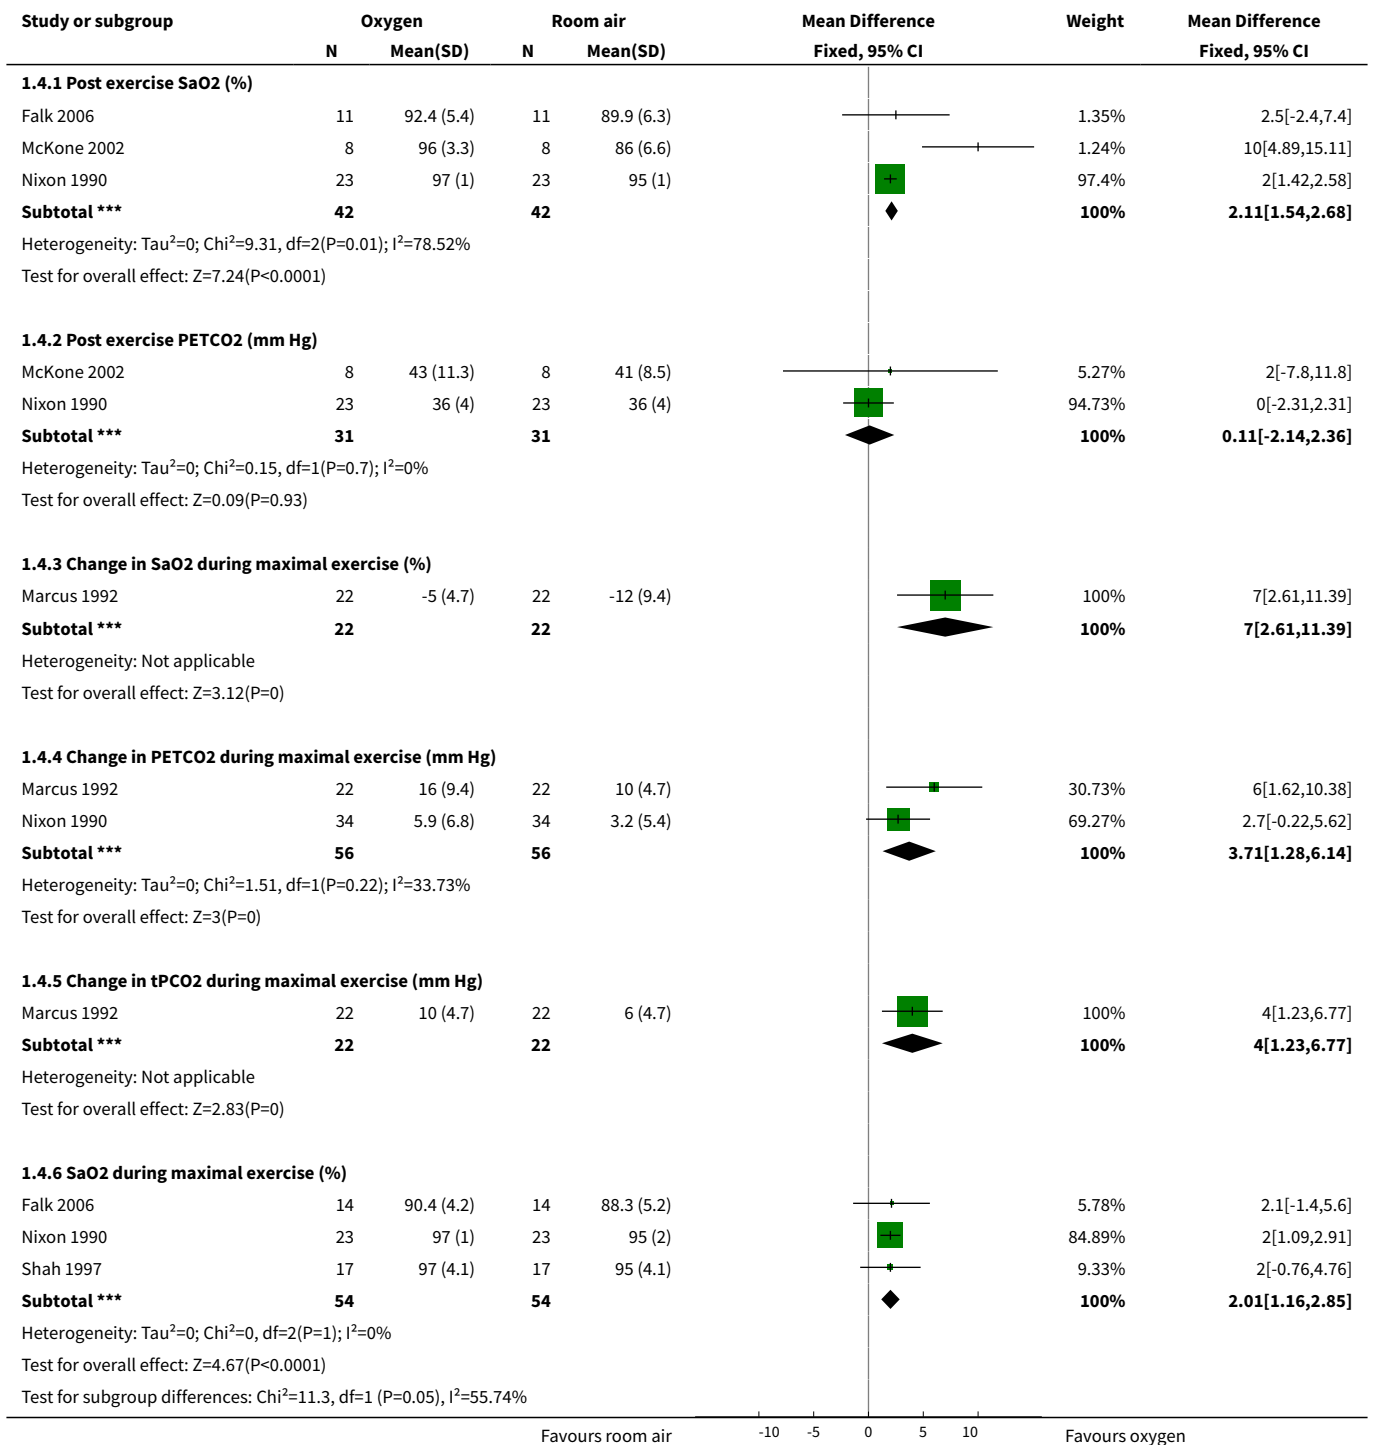 Study or subgroup Oxygen Room air Mean Difference Weight Mean Difference
N Mean(SD) N Mean(SD) Fixed, 95% CI Fixed, 95% CI
1.4.1 Post exercise SaO2 (%)
Falk 2006 11 92.4 (5.4) 11 89.9 (6.3) 1.35% 2.5[-2.4,7.4]
McKone 2002 8 96 (3.3) 8 86 (6.6) 1.24% 10[4.89,15.11]
Nixon 1990 23 97 (1) 23 95 (1) 97.4% 2[1.42,2.58]
Subtotal *** 42 42 100% 2.11[1.54,2.68]
Heterogeneity: Tau²=0; Chi²=9.31, df=2(P=0.01); I²=78.52%
Test for overall effect: Z=7.24(P<0.0001)
1.4.2 Post exercise PETCO2 (mm Hg)
McKone 2002 8 43 (11.3) 8 41 (8.5) 5.27% 2[-7.8,11.8]
Nixon 1990 23 36 (4) 23 36 (4) 94.73% 0[-2.31,2.31]
Subtotal *** 31 31 100% 0.11[-2.14,2.36]
Heterogeneity: Tau²=0; Chi²=0.15, df=1(P=0.7); I²=0%
Test for overall effect: Z=0.09(P=0.93)
1.4.3 Change in SaO2 during maximal exercise (%)
Marcus 1992 22 -5 (4.7) 22 -12 (9.4) 100% 7[2.61,11.39]
Subtotal *** 22 22 100% 7[2.61,11.39]
Heterogeneity: Not applicable
Test for overall effect: Z=3.12(P=0)
1.4.4 Change in PETCO2 during maximal exercise (mm Hg)
Marcus 1992 22 16 (9.4) 22 10 (4.7) 30.73% 6[1.62,10.38]
Nixon 1990 34 5.9 (6.8) 34 3.2 (5.4) 69.27% 2.7[-0.22,5.62]
Subtotal *** 56 56 100% 3.71[1.28,6.14]
Heterogeneity: Tau²=0; Chi²=1.51, df=1(P=0.22); I²=33.73%
Test for overall effect: Z=3(P=0)
1.4.5 Change in tPCO2 during maximal exercise (mm Hg)
Marcus 1992 22 10 (4.7) 22 6 (4.7) 100% 4[1.23,6.77]
Subtotal *** 22 22 100% 4[1.23,6.77]
Heterogeneity: Not applicable
Test for overall effect: Z=2.83(P=0)
1.4.6 SaO2 during maximal exercise (%)
Falk 2006 14 90.4 (4.2) 14 88.3 (5.2) 5.78% 2.1[-1.4,5.6]
Nixon 1990 23 97 (1) 23 95 (2) 84.89% 2[1.09,2.91]
Shah 1997 17 97 (4.1) 17 95 (4.1) 9.33% 2[-0.76,4.76]
Subtotal *** 54 54 100% 2.01[1.16,2.85]
Heterogeneity: Tau²=0; Chi²=0, df=2(P=1); I²=0%
Test for overall effect: Z=4.67(P<0.0001)
Test for subgroup differences: Chi²=11.3, df=1 (P=0.05), I²=55.74%
Favours room air -10 -5 0 5 10 Favours oxygen